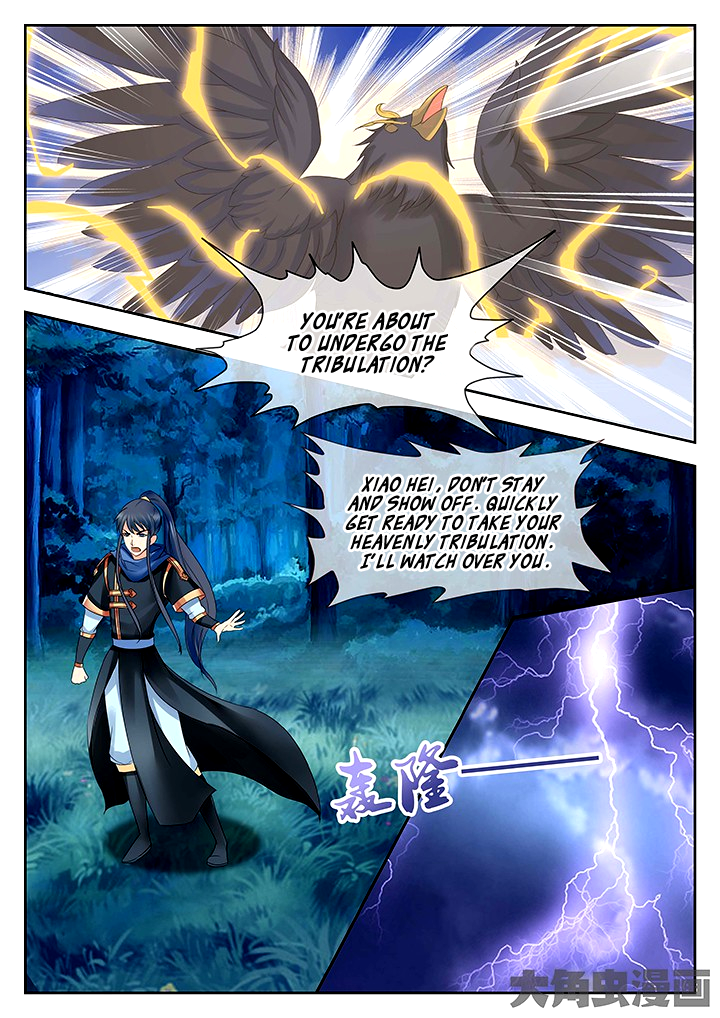 YOU'RE ABOUT
TO UNDERGO THE
TRIBULATION?
XIAO HEI, DON'T STAY
AND SHOW OFF. QUICKLY
GET READY TO TAKE YOUR
HEAVENLY TRIBULATION.
I'LL WATCH OVER YOU.
轰隆——
大角虫漫画